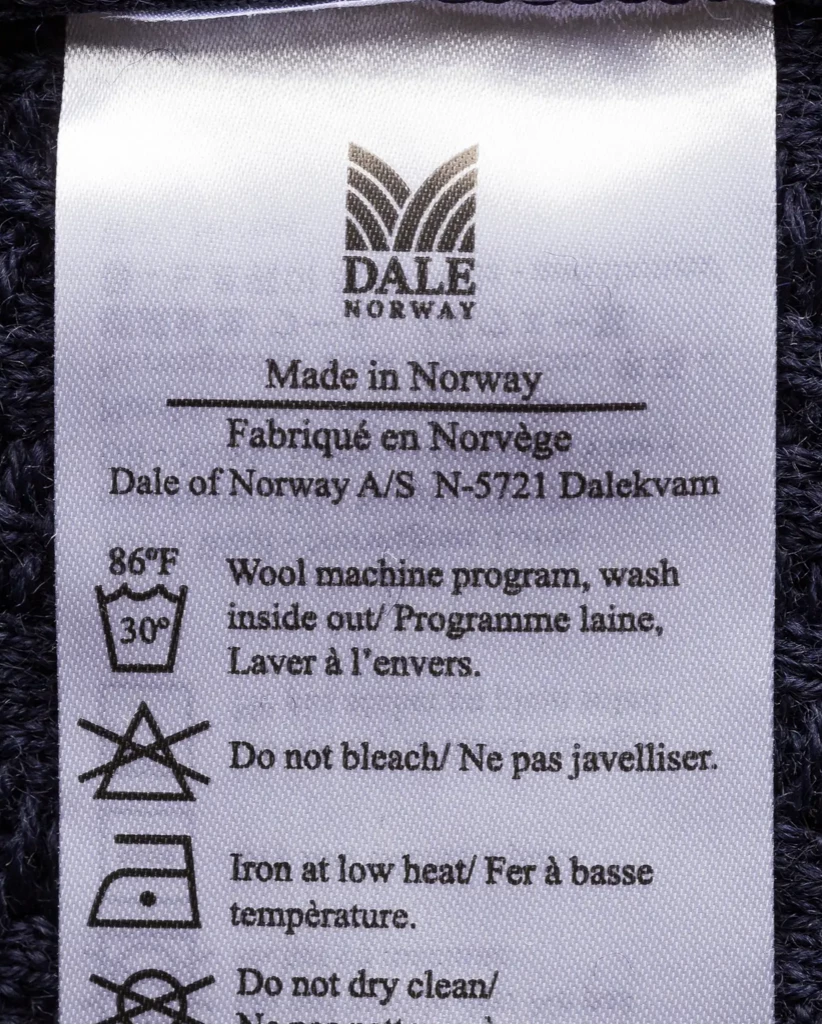 DALE
NORWAY
Made in Norway
Fabriqué en Norvège
Dale of Norway A/S N-5721 Dalekvam
86ºF
30º
Wool machine program, wash
inside out/ Programme laine,
Laver à l'envers.
Do not bleach/ Ne pas javelliser.
Iron at low heat/ Fer à basse
tempèrature.
Do not dry clean/